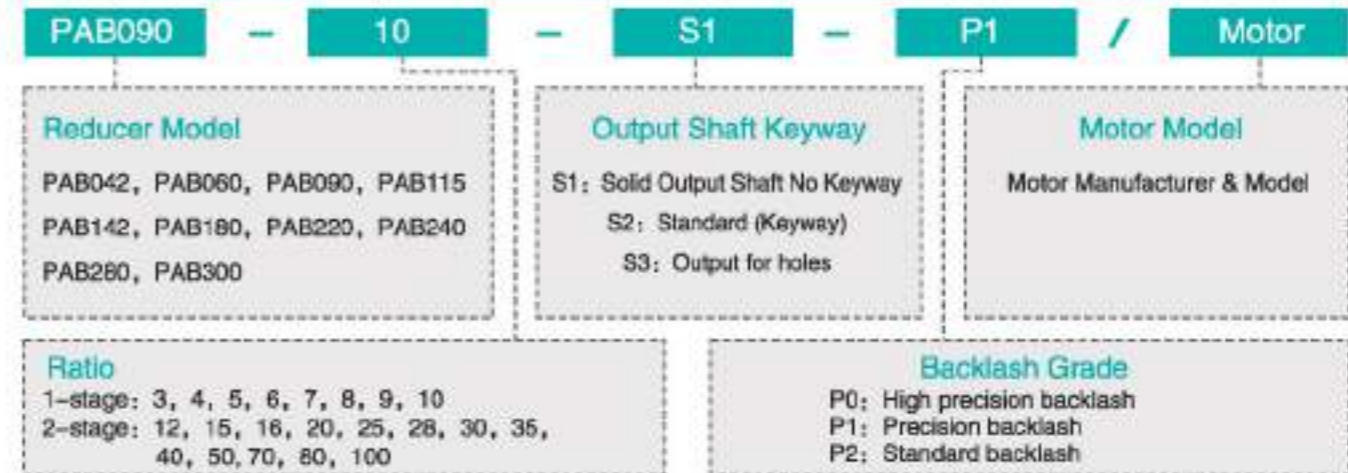 PAB090 – 10 – S1 – P1 / Motor
Reducer Model
PAB042, PAB060, PAB090, PAB115
PAB142, PAB180, PAB220, PAB240
PAB280, PAB300
Output Shaft Keyway
S1: Solid Output Shaft No Keyway
S2: Standard (Keyway)
S3: Output for holes
Motor Model
Motor Manufacturer & Model
Ratio
1-stage: 3, 4, 5, 6, 7, 8, 9, 10
2-stage: 12, 15, 16, 20, 25, 28, 30, 35,
40, 50, 70, 80, 100
Backlash Grade
P0: High precision backlash
P1: Precision backlash
P2: Standard backlash